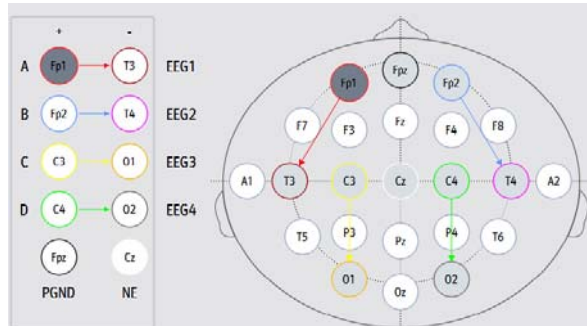 + -
A Fp1 T3 EEG1
B Fp2 T4 EEG2
C C3 O1 EEG3
D C4 O2 EEG4
Fpz Cz
PGND NE
Fpz
Fp1 Fp2
F7 F3 Fz F4 F8
A1 T3 C3 Cz C4 T4 A2
T5 P3 Pz P4 T6
O1 Oz O2